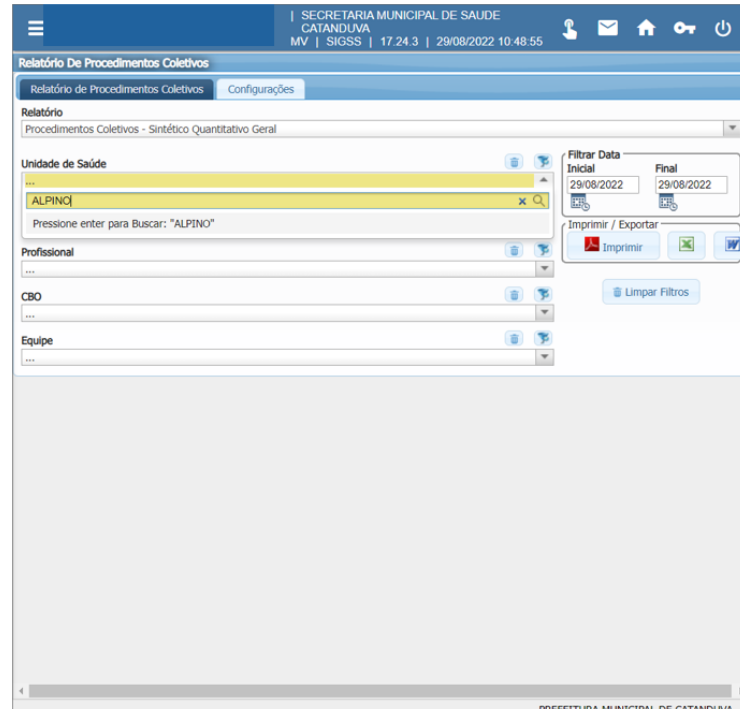 | SECRETARIA MUNICIPAL DE SAUDE
CATANDUVA
MV | SIGSS | 17.24.3 | 29/08/2022 10:48:55
Relatório De Procedimentos Coletivos
Relatório de Procedimentos Coletivos Configurações
Relatório
Procedimentos Coletivos - Sintético Quantitativo Geral
Unidade de Saúde
...
ALPINO
Pressione enter para Buscar: "ALPINO"
Filtrar Data
Inicial Final
29/08/2022 29/08/2022
Imprimir / Exportar
Imprimir
Limpar Filtros
Profissional
...
CBO
...
Equipe
...
PREFEITURA MUNICIPAL DE CATANDUVA